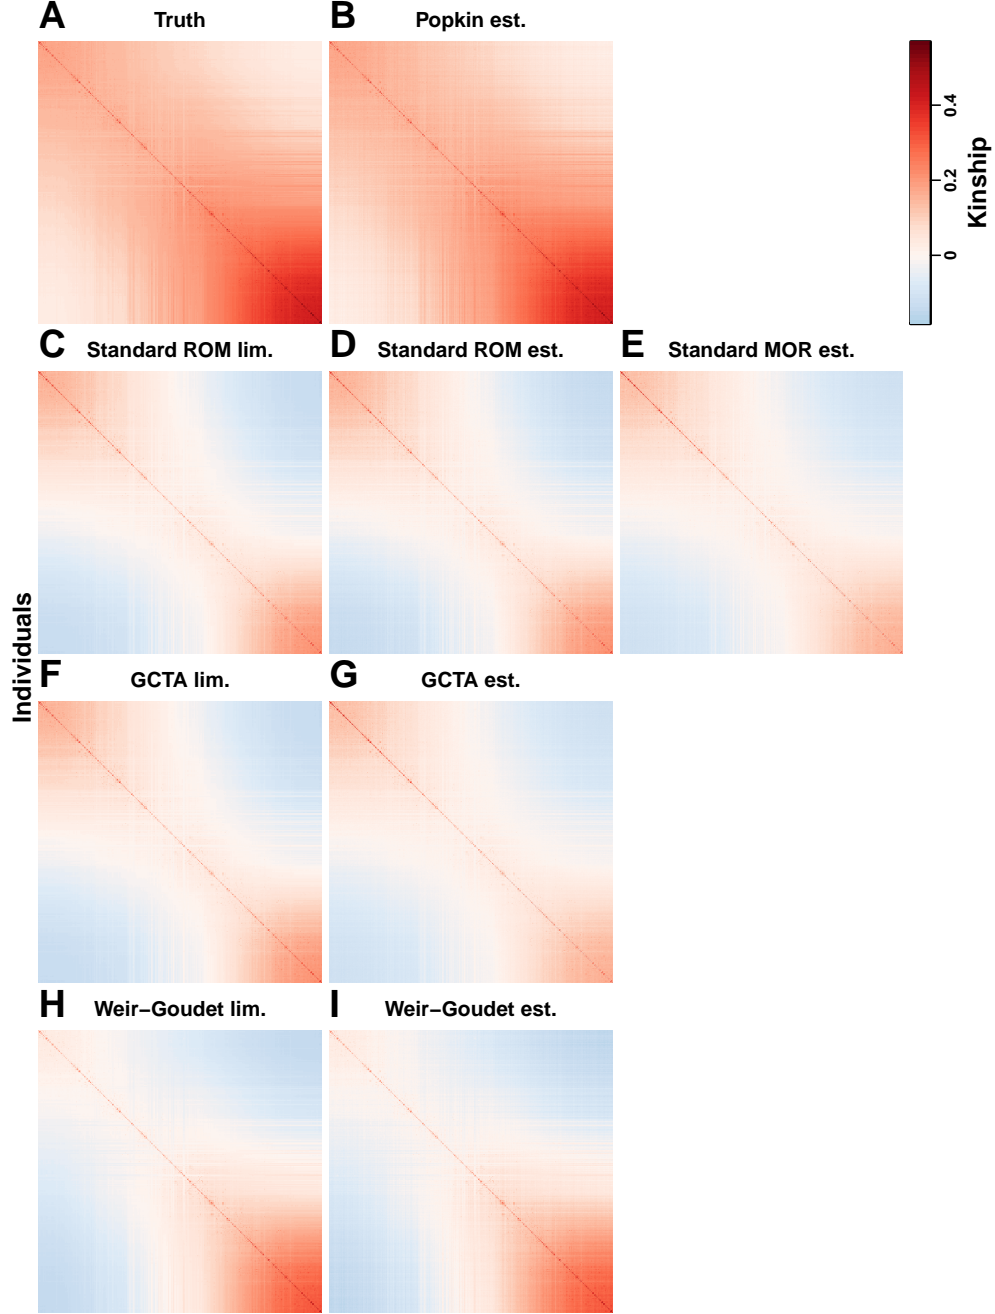 A Truth
B Popkin est.
0.4
0.2
0
Kinship
C Standard ROM lim.
D Standard ROM est.
E Standard MOR est.
Individuals
F GCTA lim.
G GCTA est.
H Weir−Goudet lim.
I Weir−Goudet est.